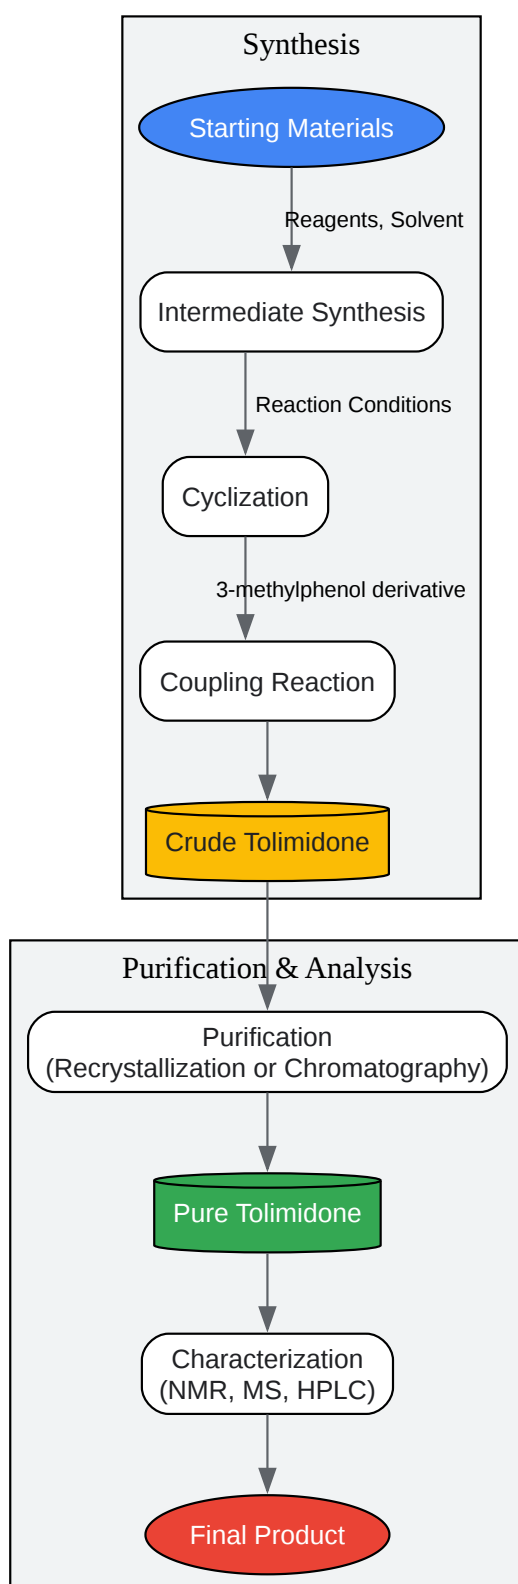 Synthesis
Starting Materials
Reagents, Solvent
Intermediate Synthesis
Reaction Conditions
Cyclization
3-methylphenol derivative
Coupling Reaction
Crude Tolimidone
Purification & Analysis
Purification
(Recrystallization or Chromatography)
Pure Tolimidone
Characterization
(NMR, MS, HPLC)
Final Product